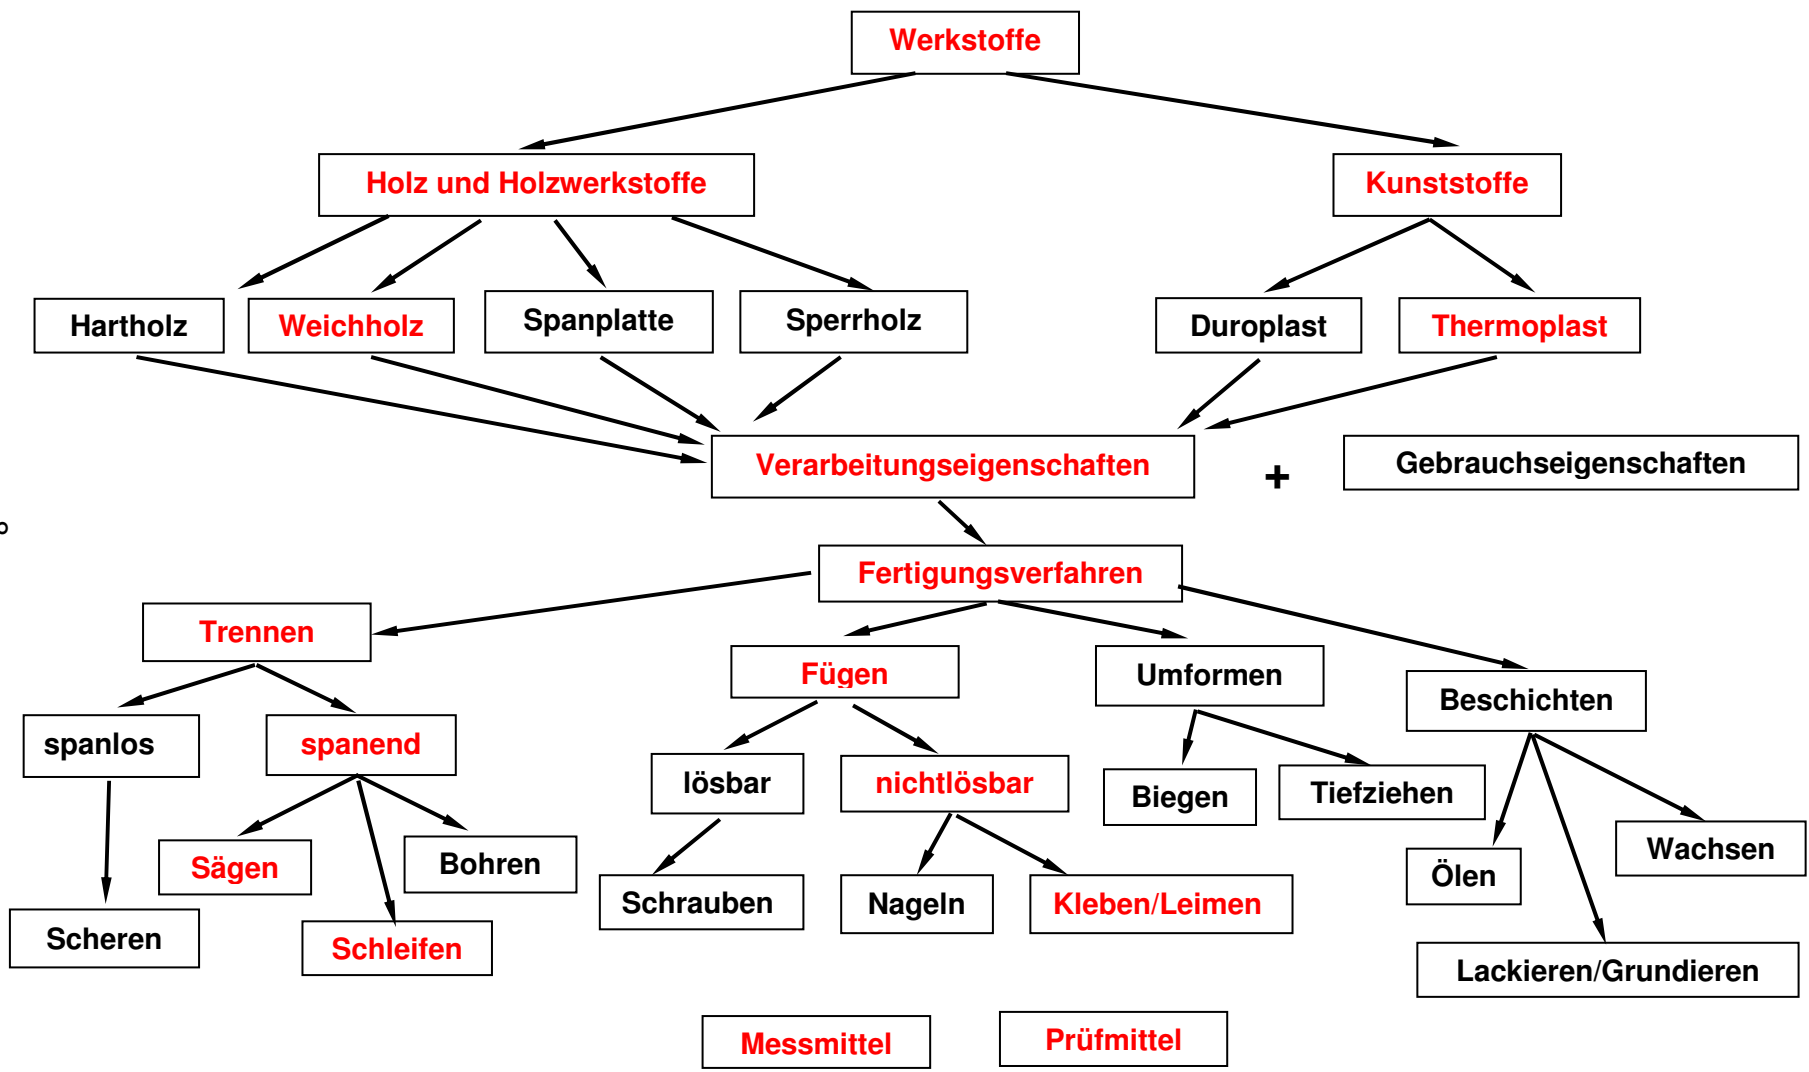 Werkstoffe
Holz und Holzwerkstoffe
Kunststoffe
Hartholz
Weichholz
Spanplatte
Sperrholz
Duroplast
Thermoplast
Verarbeitungseigenschaften
+
Gebrauchseigenschaften
Fertigungsverfahren
Trennen
Fügen
Umformen
Beschichten
spanlos
spanend
lösbar
nichtlösbar
Biegen
Tiefziehen
Sägen
Bohren
Ölen
Wachsen
Scheren
Schleifen
Schrauben
Nageln
Kleben/Leimen
Lackieren/Grundieren
Messmittel
Prüfmittel